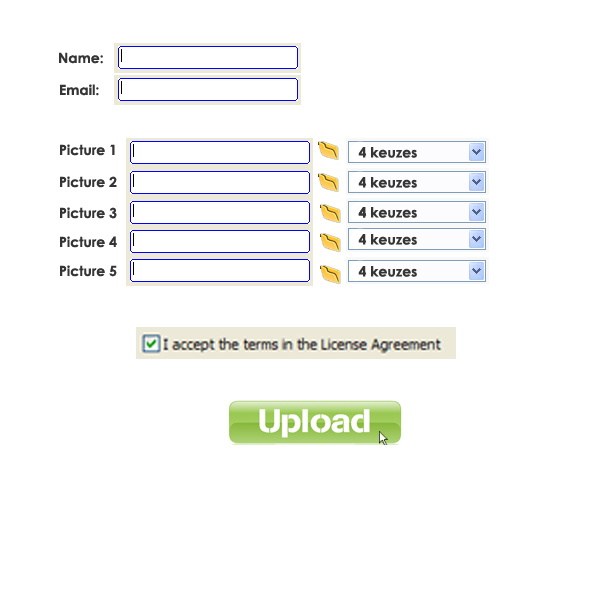 Name:
Email:
Picture 1 4 keuzes
Picture 2 4 keuzes
Picture 3 4 keuzes
Picture 4 4 keuzes
Picture 5 4 keuzes
I accept the terms in the License Agreement
Upload